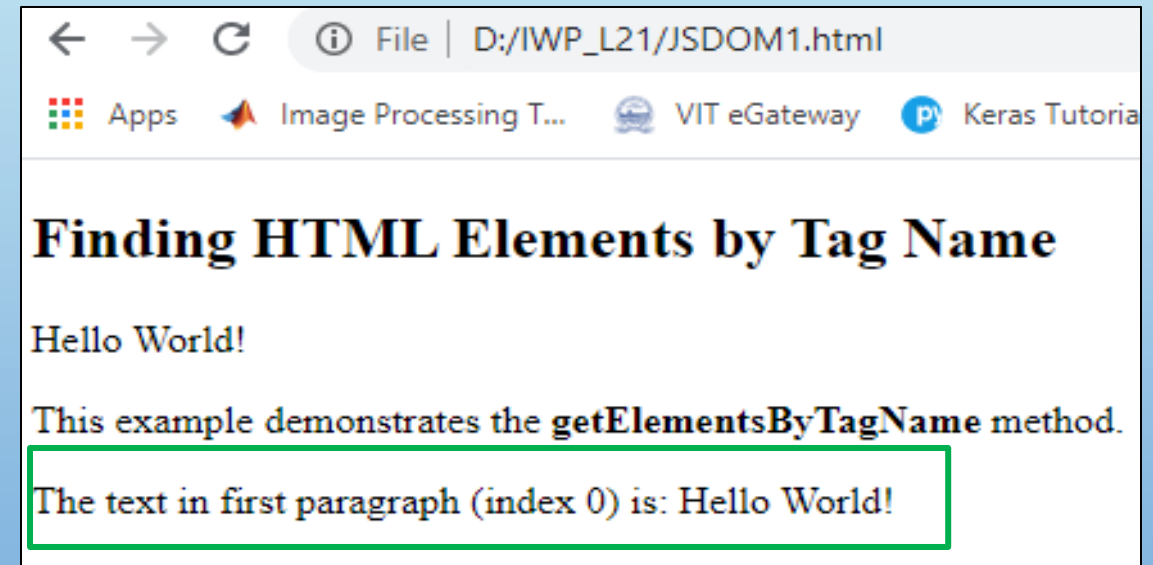 File | D:/IWP_L21/JSDOM1.html
Apps Image Processing T... VIT eGateway py Keras Tutoria
Finding HTML Elements by Tag Name
Hello World!
This example demonstrates the getElementsByTagName method.
The text in first paragraph (index 0) is: Hello World!